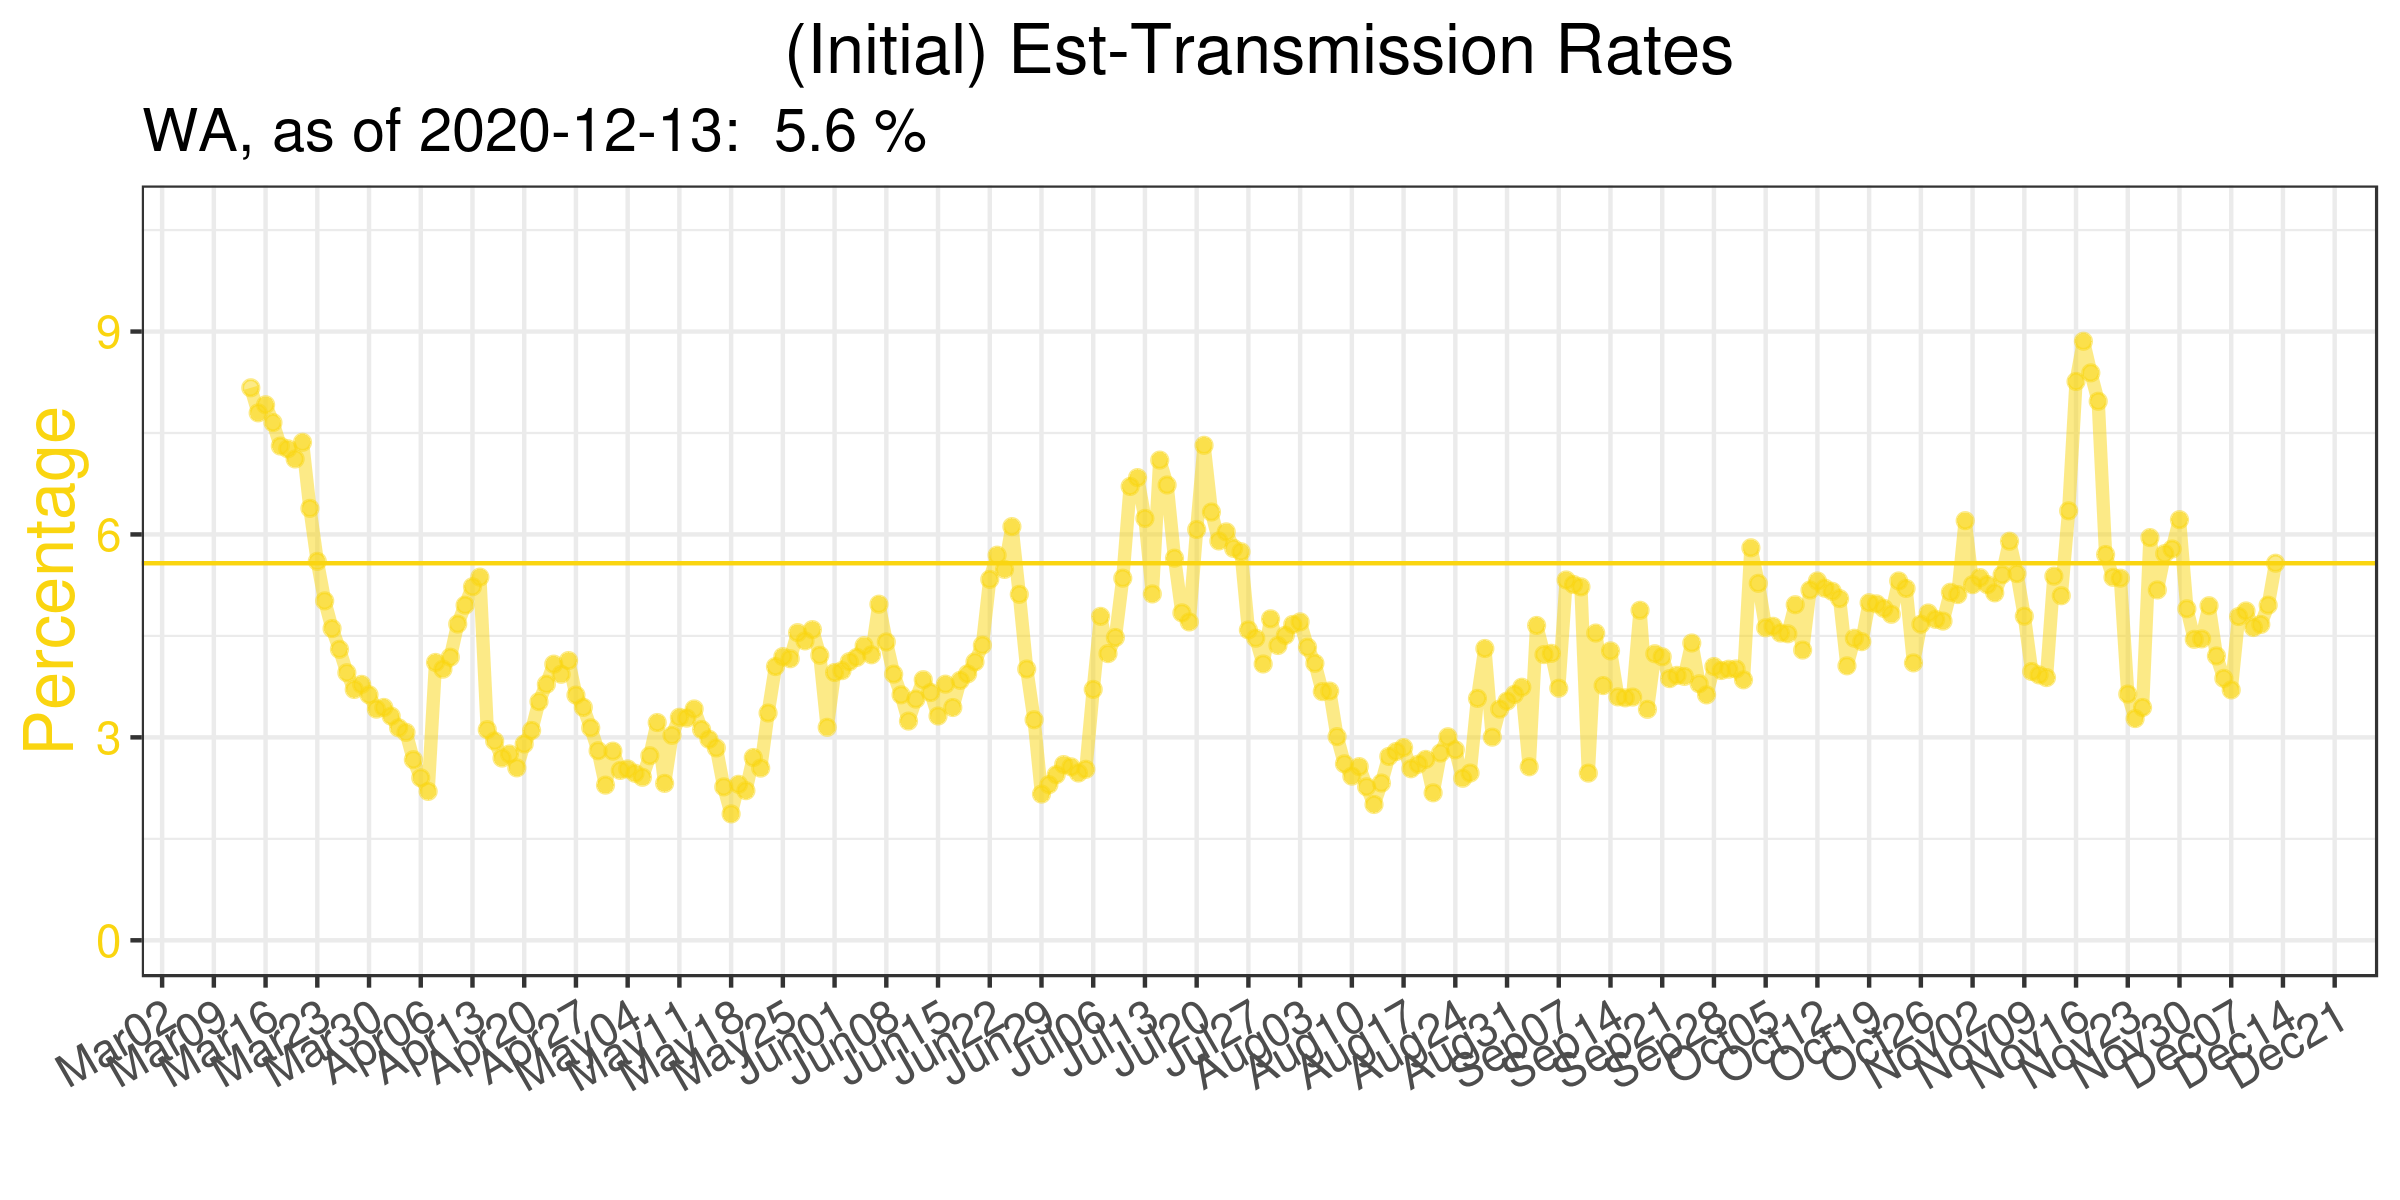 (Initial) Est-Transmission Rates
WA, as of 2020-12-13:  5.6 %
Percentage
9
6
3
0
Mar02 Mar09 Mar16 Mar23 Mar30 Apr06 Apr13 Apr20 Apr27 May04 May11 May18 May25 Jun01 Jun08 Jun15 Jun22 Jun29 Jul06 Jul13 Jul20 Jul27 Aug03 Aug10 Aug17 Aug24 Aug31 Sep07 Sep14 Sep21 Sep28 Oct05 Oct12 Oct19 Oct26 Nov02 Nov09 Nov16 Nov23 Nov30 Dec07 Dec14 Dec21